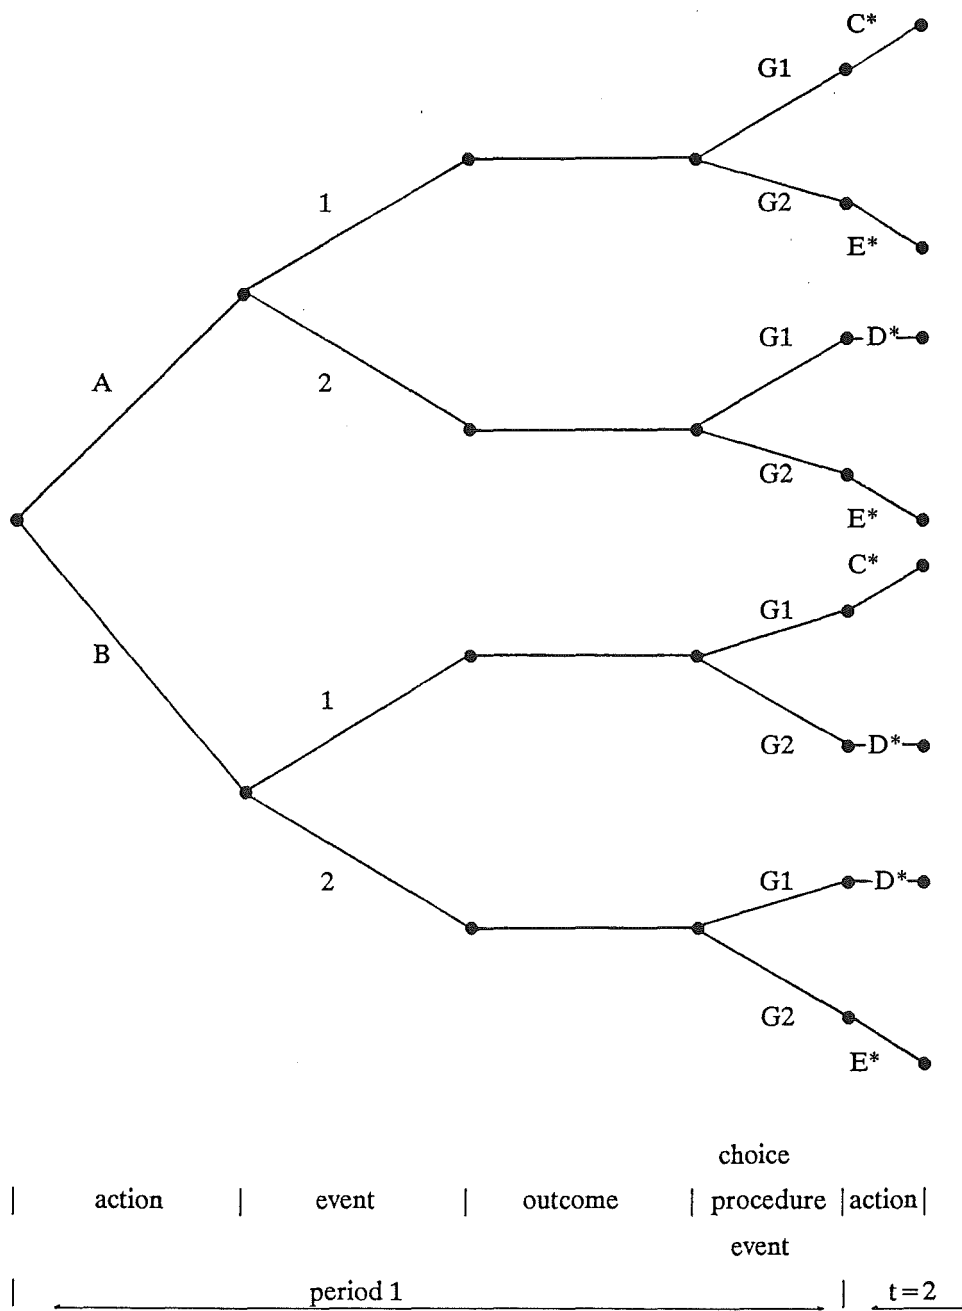 C*
G1
1
G2
E*
G1 D*
A
2
G2
E*
C*
G1
B
1
G2 D*
2
G1 D*
G2
E*
choice
| action | event | outcome | procedure | action |
event
| period 1 | t=2